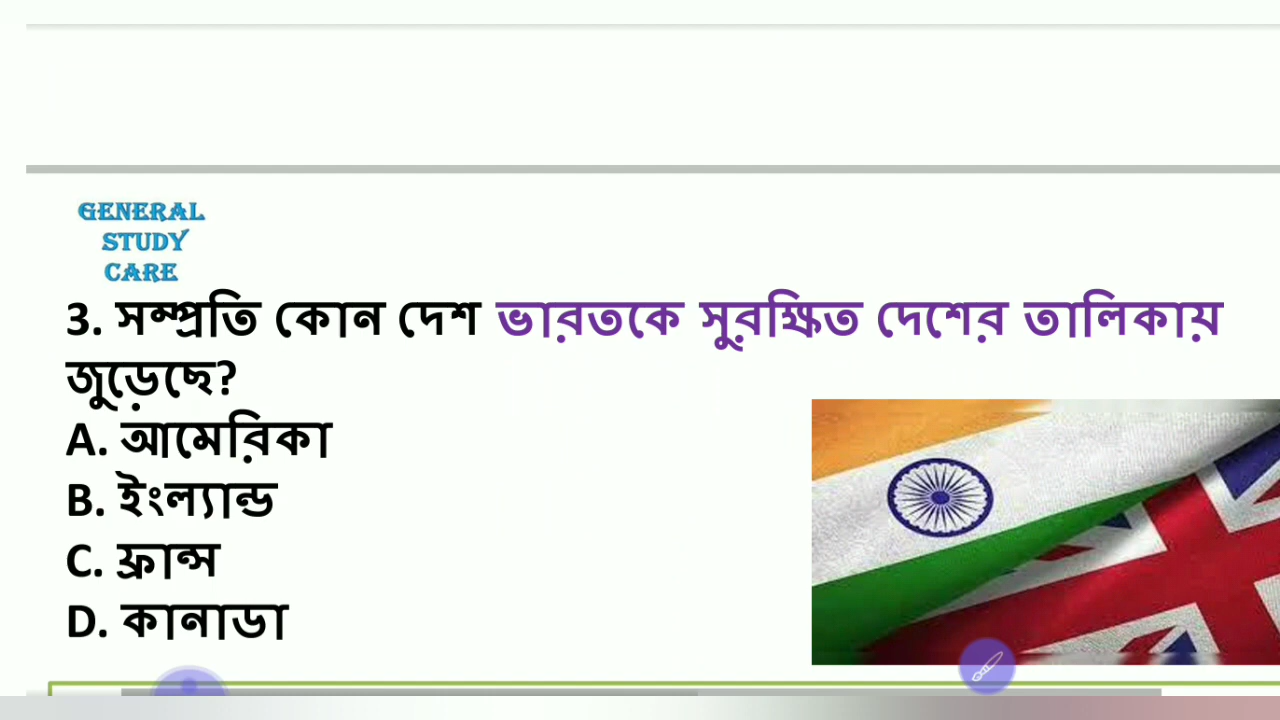 GENERAL
STUDY
CARE
3. সম্প্রতি কোন দেশ ভারতকে সুরক্ষিত দেশের তালিকায়
জুড়েছে?
A. আমেরিকা
B. ইংল্যান্ড
C. ফ্রান্স
D. কানাডা